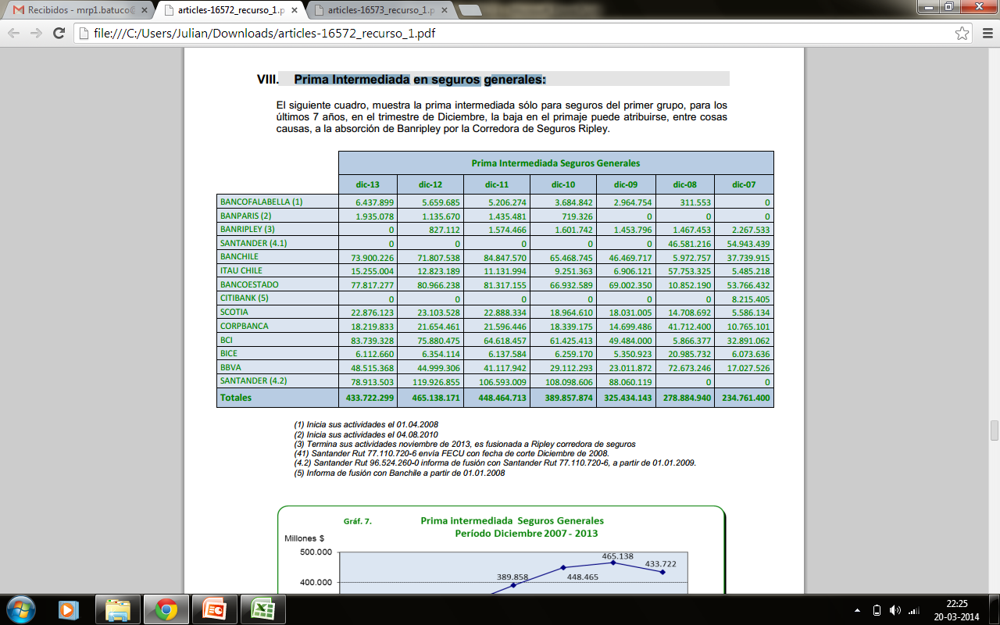 Recibidos - mrp1.batuco@
articles-16572_recurso_1.p
articles-16573_recurso_1.p
file:///C:/Users/Julian/Downloads/articles-16572_recurso_1.pdf
VIII. Prima Intermediada en seguros generales:
El siguiente cuadro, muestra la prima intermediada sólo para seguros del primer grupo, para los
últimos 7 años, en el trimestre de Diciembre, la baja en el primaje puede atribuirse, entre cosas
causas, a la absorción de Banripley por la Corredora de Seguros Ripley.
Prima Intermediada Seguros Generales
dic-13 dic-12 dic-11 dic-10 dic-09 dic-08 dic-07
BANCOFALABELLA (1) 6.437.899 5.659.685 5.206.274 3.684.842 2.964.754 311.553 0
BANPARIS (2) 1.935.078 1.135.670 1.435.481 719.326 0 0 0
BANRIPLEY (3) 0 827.112 1.574.466 1.601.742 1.453.796 1.467.453 2.267.533
SANTANDER (4.1) 0 0 0 0 0 46.581.216 54.943.439
BANCHILE 73.900.226 71.807.538 84.847.570 65.468.745 46.469.717 5.972.757 37.739.915
ITAU CHILE 15.255.004 12.823.189 11.131.994 9.251.363 6.906.121 57.753.325 5.485.218
BANCOESTADO 77.817.277 80.966.238 81.317.155 66.932.589 69.002.350 10.852.190 53.766.432
CITIBANK (5) 0 0 0 0 0 0 8.215.405
SCOTIA 22.876.123 23.103.528 22.888.334 18.964.610 18.031.005 14.708.692 5.586.134
CORPBANCA 18.219.833 21.654.461 21.596.446 18.339.175 14.699.486 41.712.400 10.765.101
BCI 83.739.328 75.880.475 64.618.457 61.425.413 49.484.000 5.866.377 32.891.062
BICE 6.112.660 6.354.114 6.137.584 6.259.170 5.350.923 20.985.732 6.073.636
BBVA 48.515.368 44.999.306 41.117.942 29.112.293 23.011.872 72.673.246 17.027.526
SANTANDER (4.2) 78.913.503 119.926.855 106.593.009 108.098.606 88.060.119 0 0
Totales 433.722.299 465.138.171 448.464.713 389.857.874 325.434.143 278.884.940 234.761.400
(1) Inicia sus actividades el 01.04.2008
(2) Inicia sus actividades el 04.08.2010
(3) Termina sus actividades noviembre de 2013, es fusionada a Ripley corredora de seguros
(41) Santander Rut 77.110.720-6 envía FECU con fecha de corte Diciembre de 2008.
(4.2) Santander Rut 96.524.260-0 informa de fusión con Santander Rut 77.110.720-6, a partir de 01.01.2009.
(5) Informa de fusión con Banchile a partir de 01.01.2008
Gráf. 7. Prima intermediada Seguros Generales
Período Diciembre 2007 - 2013
Millones $
500.000
465.138
433.722
389.858 448.465
400.000
22:25
20-03-2014